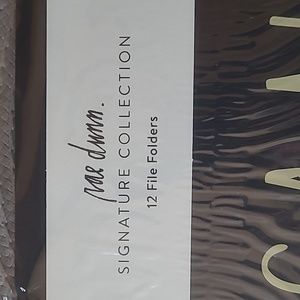 rae dunn.
SIGNATURE COLLECTION
12 File Folders